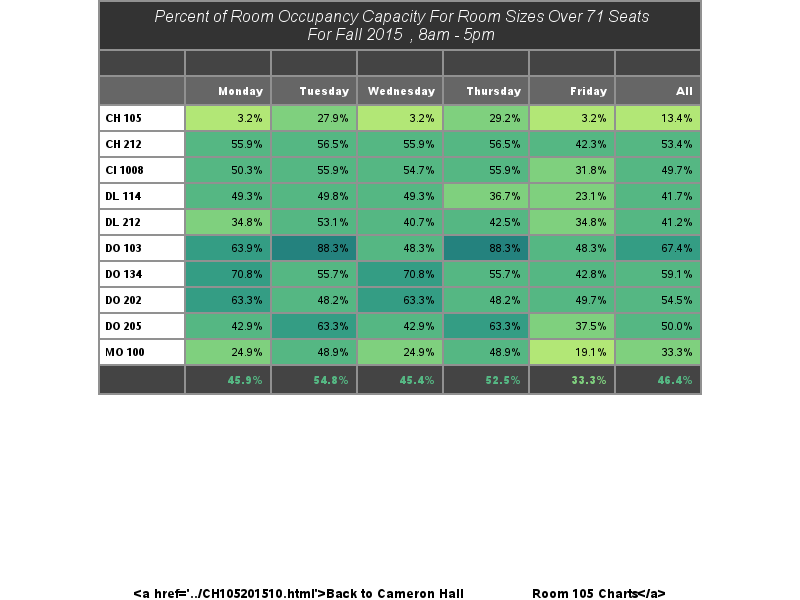 Percent of Room Occupancy Capacity For Room Sizes Over 71 Seats
For Fall 2015 , 8am - 5pm
Monday Tuesday Wednesday Thursday Friday All
CH 105 3.2% 27.9% 3.2% 29.2% 3.2% 13.4%
CH 212 55.9% 56.5% 55.9% 56.5% 42.3% 53.4%
CI 1008 50.3% 55.9% 54.7% 55.9% 31.8% 49.7%
DL 114 49.3% 49.8% 49.3% 36.7% 23.1% 41.7%
DL 212 34.8% 53.1% 40.7% 42.5% 34.8% 41.2%
DO 103 63.9% 88.3% 48.3% 88.3% 48.3% 67.4%
DO 134 70.8% 55.7% 70.8% 55.7% 42.8% 59.1%
DO 202 63.3% 48.2% 63.3% 48.2% 49.7% 54.5%
DO 205 42.9% 63.3% 42.9% 63.3% 37.5% 50.0%
MO 100 24.9% 48.9% 24.9% 48.9% 19.1% 33.3%
45.9% 54.8% 45.4% 52.5% 33.3% 46.4%
<a href='../CH105201510.html'>Back to Cameron Hall Room 105 Charts</a>